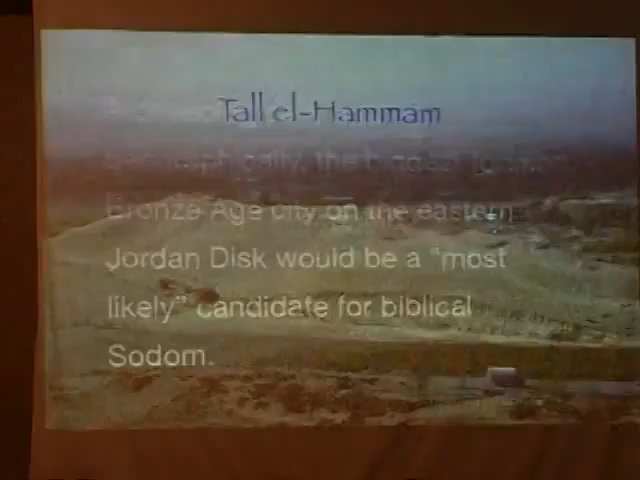 Tall el-Hammam
the
Bronze Age city on the eastern
Jordan Disk would be a “most
likely” candidate for biblical
Sodom.